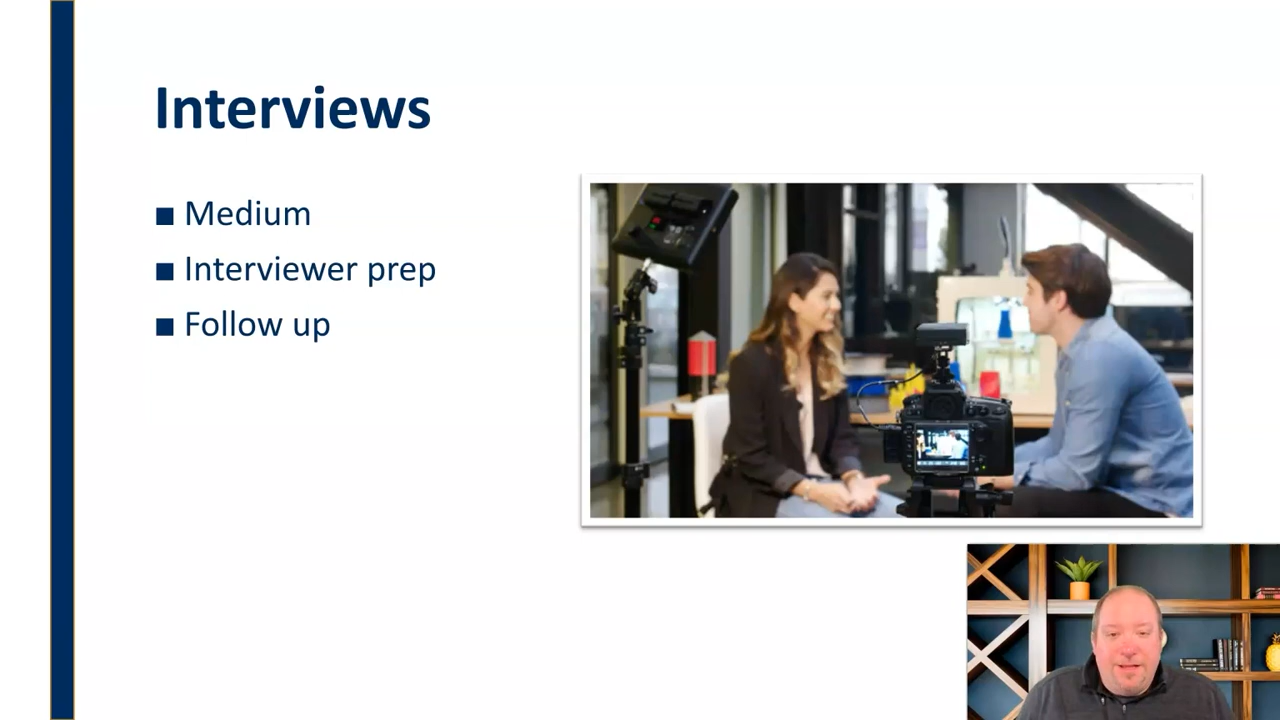 Interviews
■ Medium
■ Interviewer prep
■ Follow up